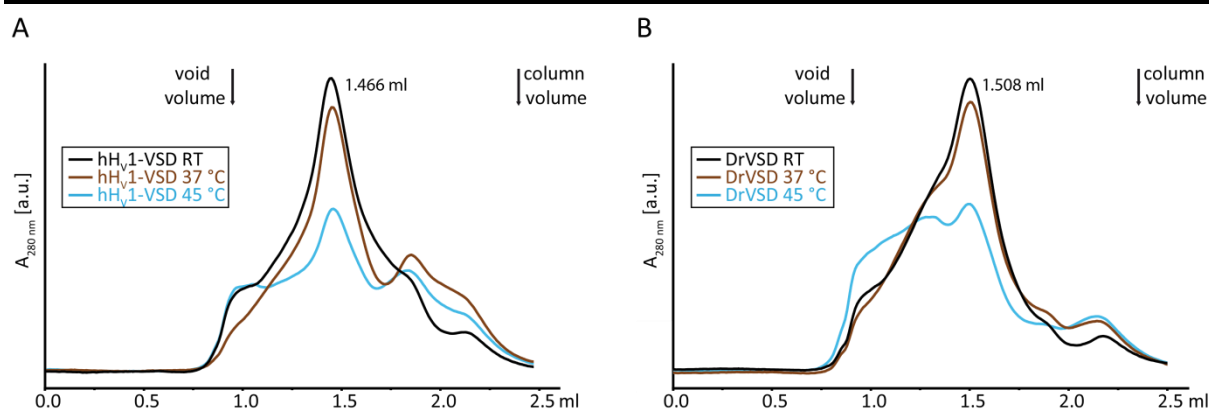 A
void
volume
1.466 ml
column
volume
hHV1-VSD RT
hHV1-VSD 37 °C
hHV1-VSD 45 °C
A280 nm [a.u.]
0.0 0.5 1.0 1.5 2.0 2.5 ml
B
void
volume
1.508 ml
column
volume
DrVSD RT
DrVSD 37 °C
DrVSD 45 °C
A280 nm [a.u.]
0.0 0.5 1.0 1.5 2.0 2.5 ml